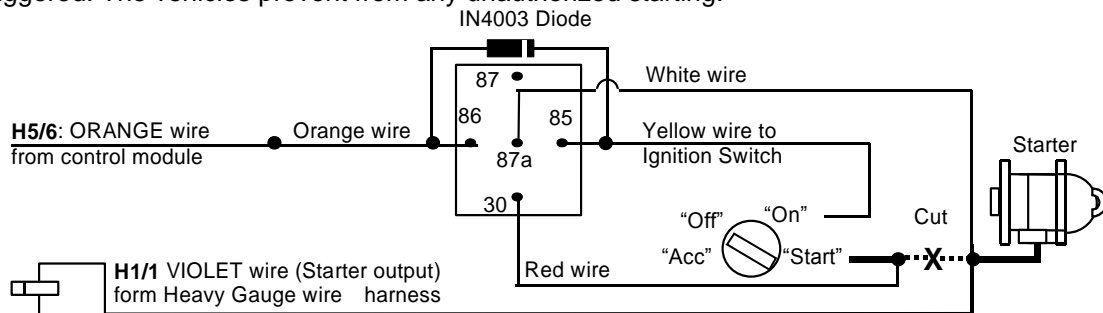 ggered. The vehicles prevent from any unauthorized starting.
IN4003 Diode
87
White wire
86
85
H5/6: ORANGE wire
from control module
Orange wire
Yellow wire to
Ignition Switch
87a
Starter
30
"Off"
"On"
Cut
"Acc"
"Start"
X
H1/1 VIOLET wire (Starter output)
form Heavy Gauge wire harness
Red wire